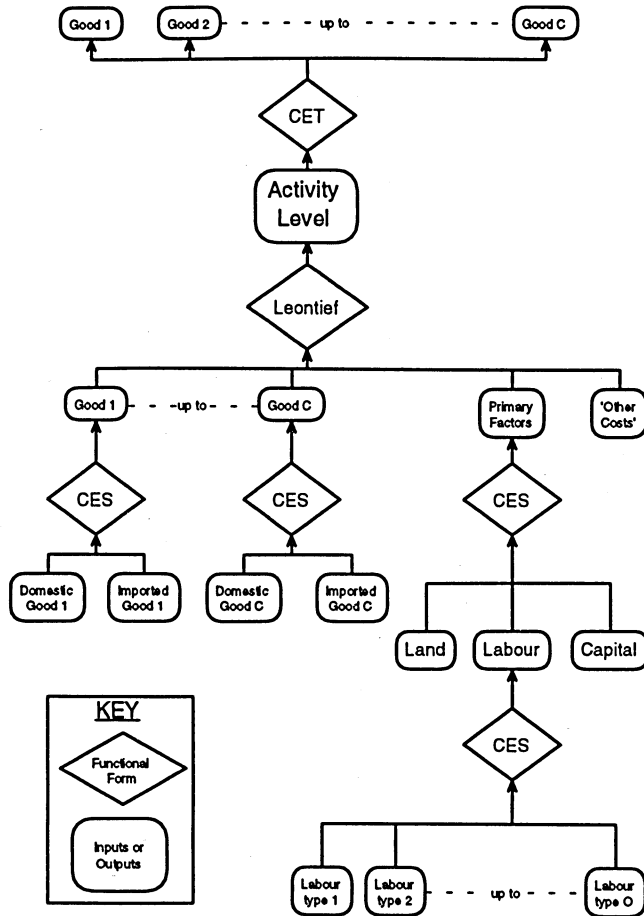 Good 1
Good 2
up to
Good C
CET
Activity
Level
Leontief
Good 1
up to
Good C
Primary
Factors
'Other
Costs'
CES
CES
CES
Domestic
Good 1
Imported
Good 1
Domestic
Good C
Imported
Good C
Land
Labour
Capital
KEY
Functional
Form
Inputs or
Outputs
CES
Labour
type 1
Labour
type 2
up to
Labour
type O